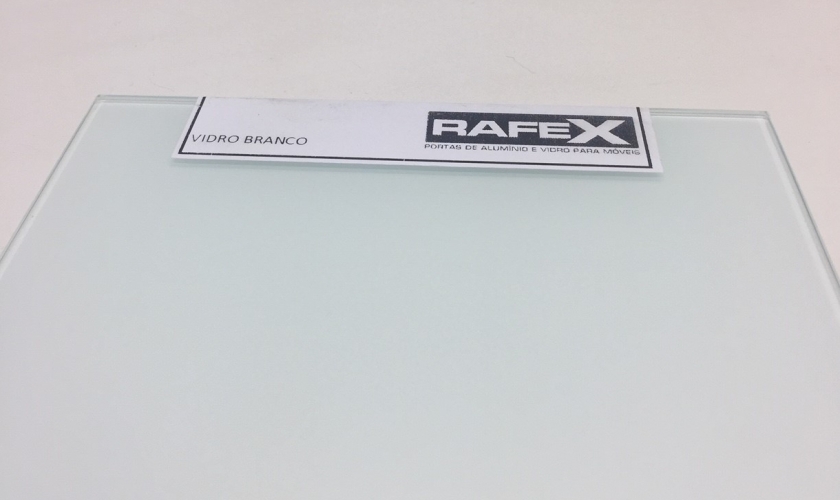 VIDRO BRANCO
RAFEX
PORTAS DE ALUMÍNIO E VIDRO PARA MÓVEIS